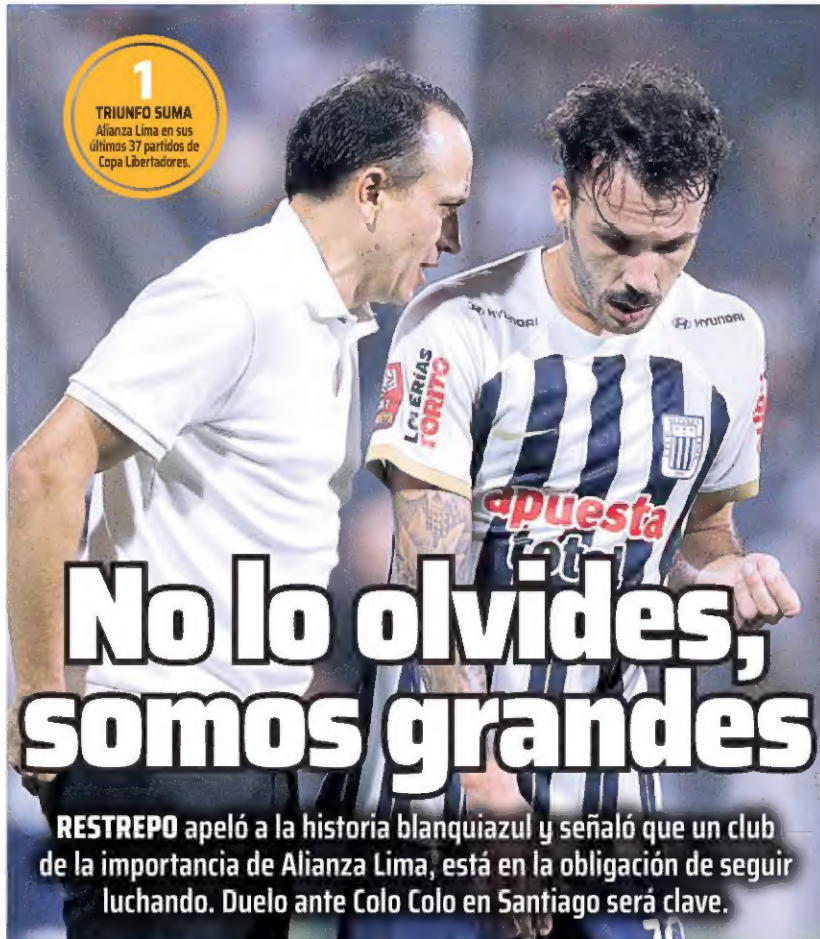 1
TRIUNFO SUMA
Alianza Lima en sus
últimos 37 partidos de
Copa Libertadores.
HYUNDAI
HYUNDAI
TORITO
apuesta
total
No lo olvides,
somos grandes
RESTREPO apeló a la historia blanquiazul y señaló que un club
de la importancia de Alianza Lima, está en la obligación de seguir
luchando. Duelo ante Colo Colo en Santiago será clave.